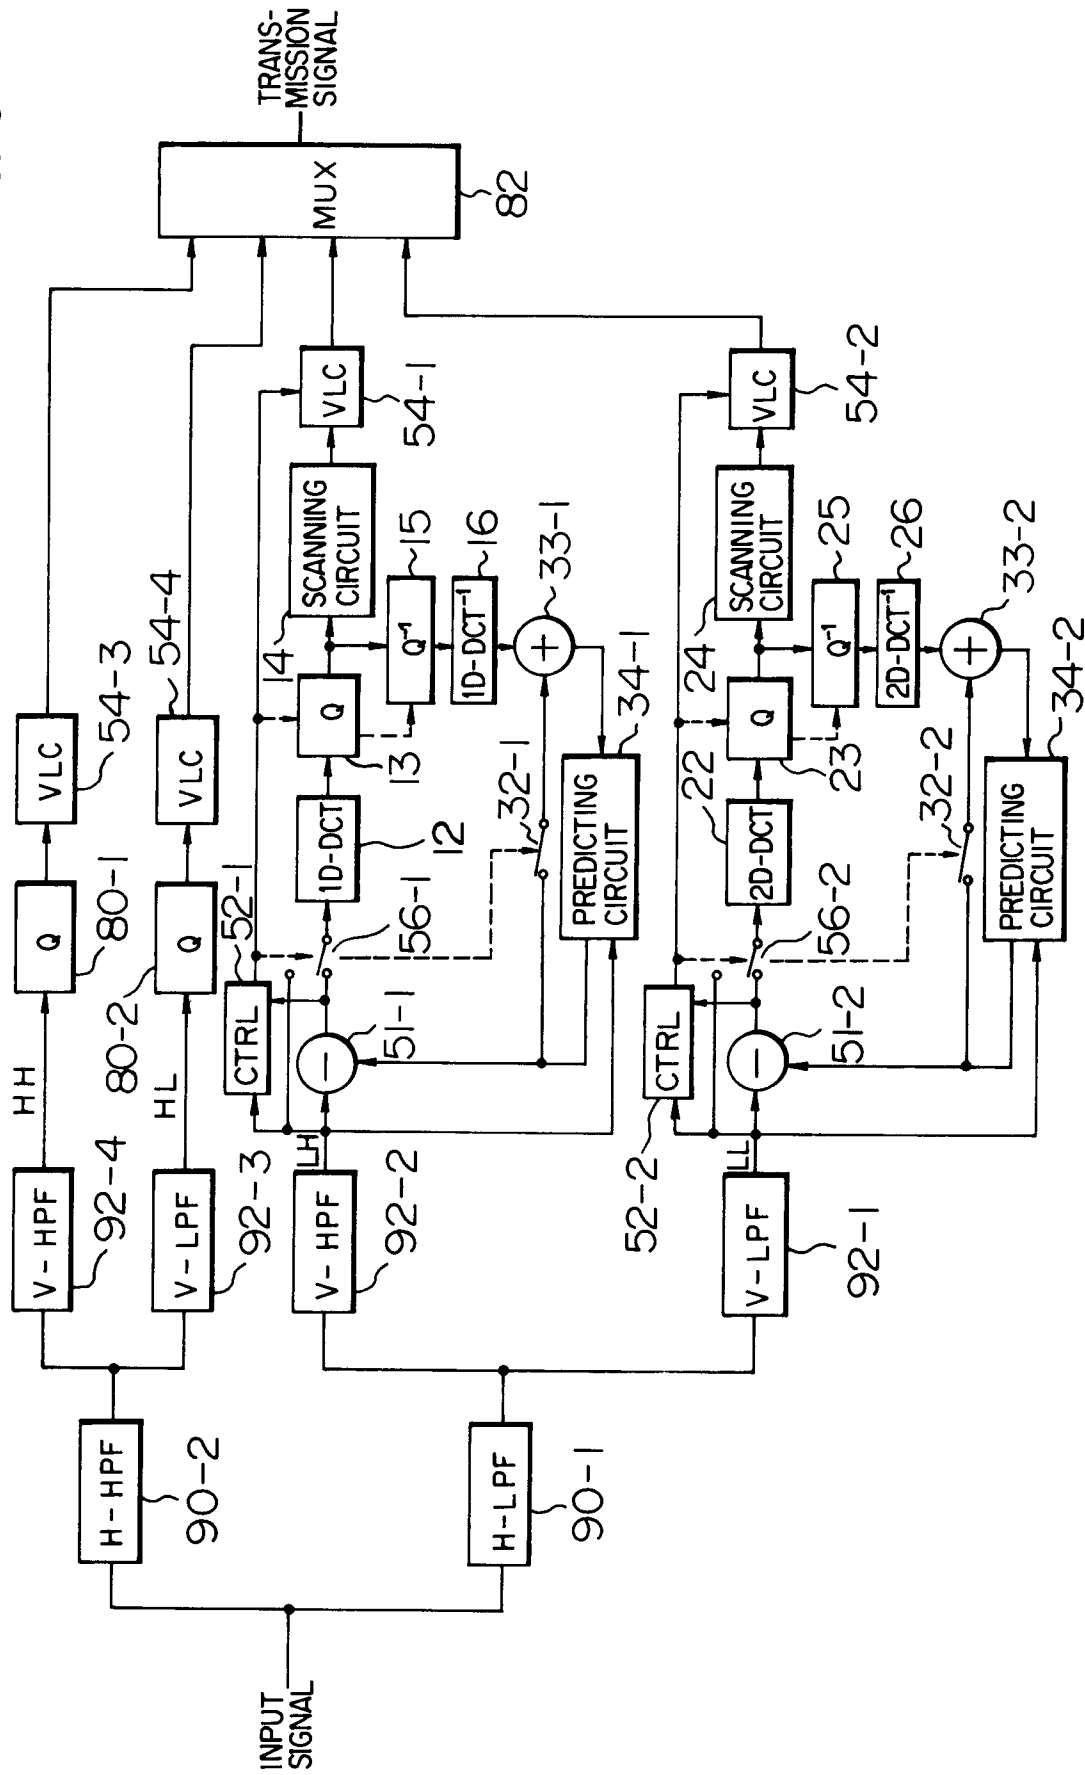 INPUT
SIGNAL
H-HPF
90-2
H-LPF
90-1
V-HPF
92-4
V-LPF
92-3
V-HPF
92-2
V-LPF
92-1
HH
HL
LH
LL
Q
80-1
80-2
Q
VLC
54-3
54-4
VLC
CTRL
52-1
−
51-1
56-1
1D-DCT
12
Q
13
14
SCANNING
CIRCUIT
VLC
54-1
Q⁻¹
15
1D-DCT⁻¹
16
+
33-1
32-1
PREDICTING
CIRCUIT
34-1
52-2
CTRL
−
51-2
56-2
22
2D-DCT
Q
23
24
SCANNING
CIRCUIT
VLC
54-2
Q⁻¹
25
2D-DCT⁻¹
26
+
33-2
32-2
PREDICTING
CIRCUIT
34-2
MUX
82
TRANS-
MISSION
SIGNAL